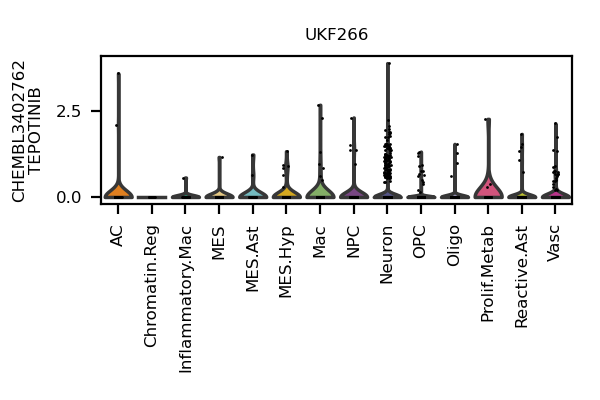 UKF266
CHEMBL3402762
TEPOTINIB
2.5
0.0
AC
Chromatin.Reg
Inflammatory.Mac
MES
MES.Ast
MES.Hyp
Mac
NPC
Neuron
OPC
Oligo
Prolif.Metab
Reactive.Ast
Vasc